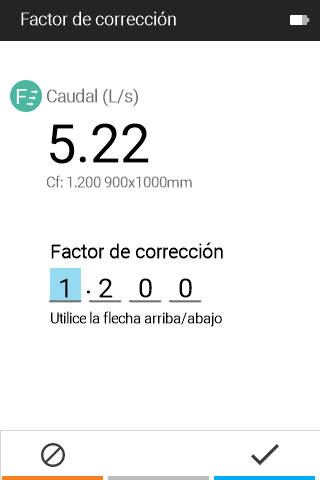 Factor de corrección
F
Caudal (L/s)
5.22
Cf: 1.200 900x1000mm
Factor de corrección
1.200
Utilice la flecha arriba/abajo